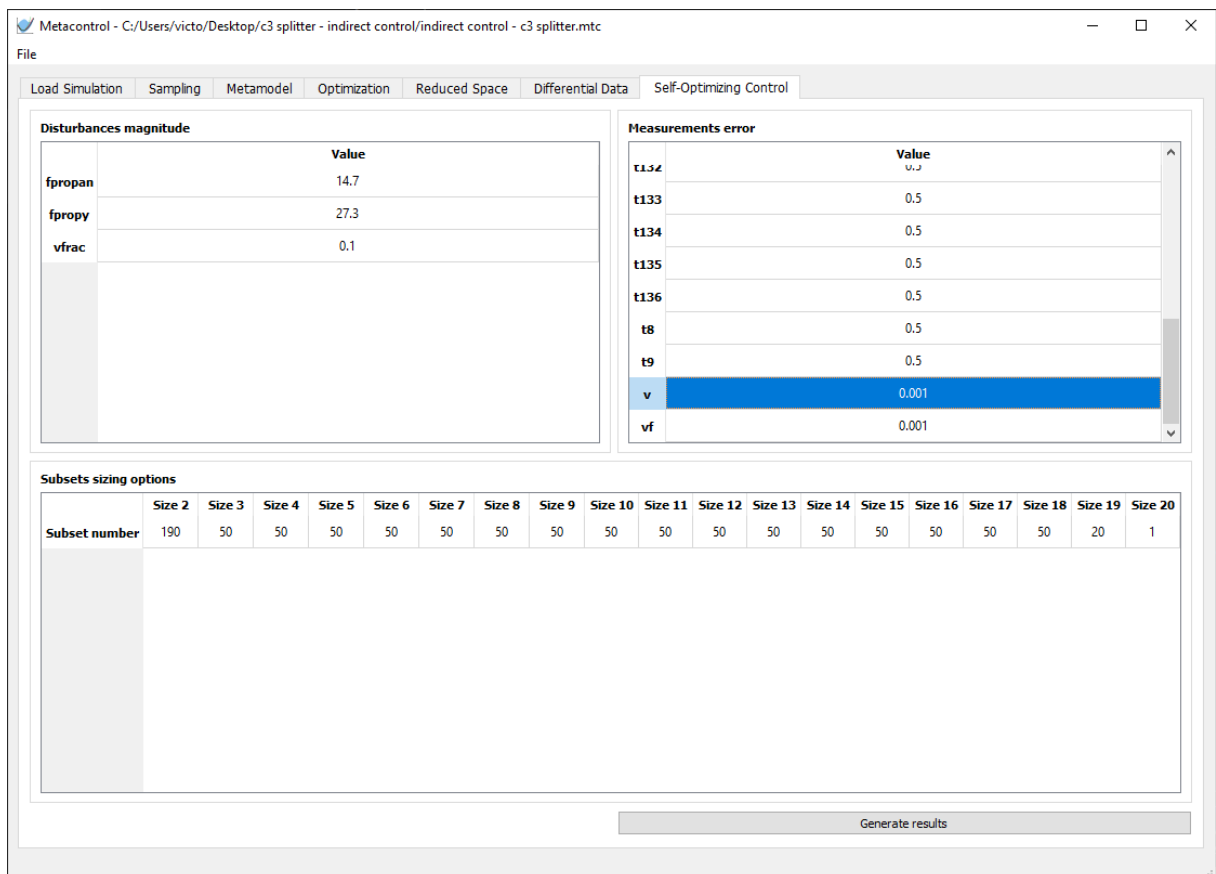 Metacontrol - C:/Users/victo/Desktop/c3 splitter - indirect control/indirect control - c3 splitter.mtc
File
Load Simulation Sampling Metamodel Optimization Reduced Space Differential Data Self-Optimizing Control
Disturbances magnitude
Value
fpropan 14.7
fpropy 27.3
vfrac 0.1
Measurements error
Value
t132 0.5
t133 0.5
t134 0.5
t135 0.5
t136 0.5
t8 0.5
t9 0.5
v 0.001
vf 0.001
Subsets sizing options
Size 2 Size 3 Size 4 Size 5 Size 6 Size 7 Size 8 Size 9 Size 10 Size 11 Size 12 Size 13 Size 14 Size 15 Size 16 Size 17 Size 18 Size 19 Size 20
Subset number 190 50 50 50 50 50 50 50 50 50 50 50 50 50 50 50 50 20 1
Generate results